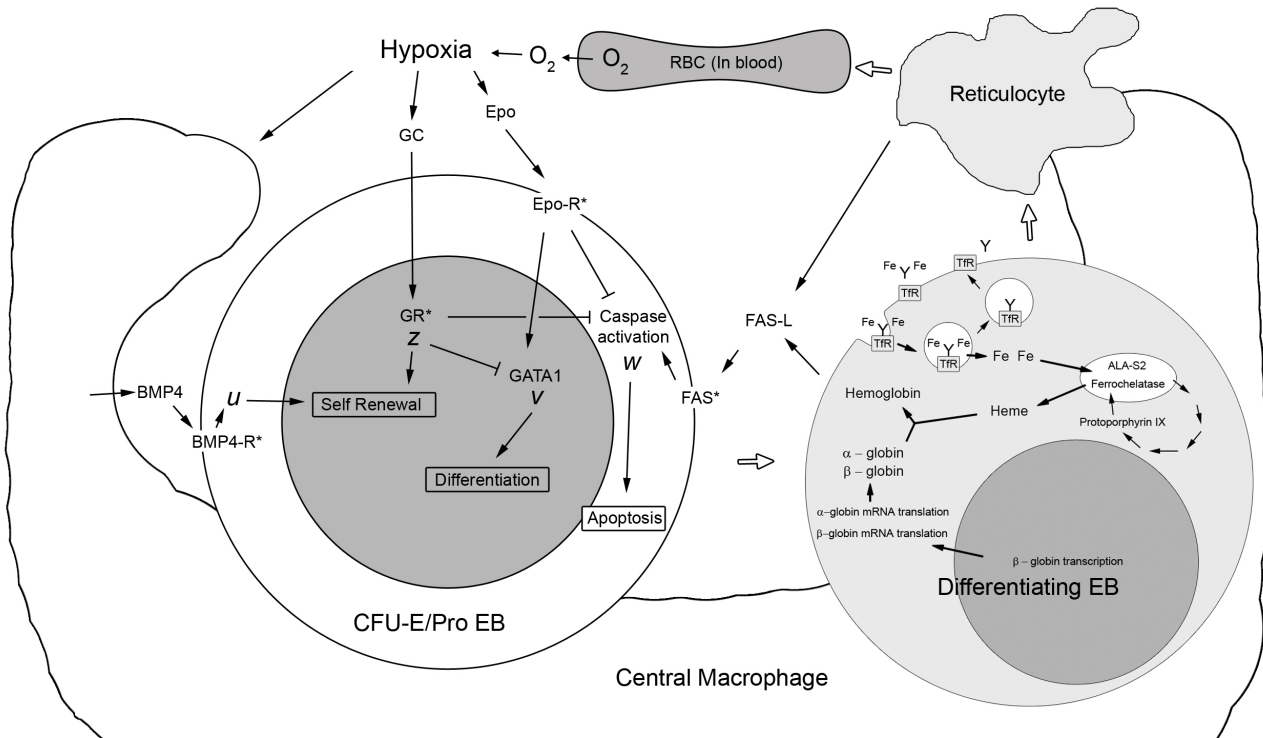 Hypoxia
O2
O2
RBC (In blood)
Reticulocyte
Epo
GC
Epo-R*
GR*
z
Caspase
activation
w
GATA1
v
BMP4
u
BMP4-R*
Self Renewal
Differentiation
Apoptosis
FAS*
FAS-L
CFU-E/Pro EB
Central Macrophage
Y
TfR
Fe Y Fe
TfR
Y
TfR
Fe Y Fe
TfR
Fe Y Fe
TfR
Fe Fe
ALA-S2
Ferrochelatase
Hemoglobin
Heme
Protoporphyrin IX
α – globin
β – globin
α–globin mRNA translation
β–globin mRNA translation
β – globin transcription
Differentiating EB